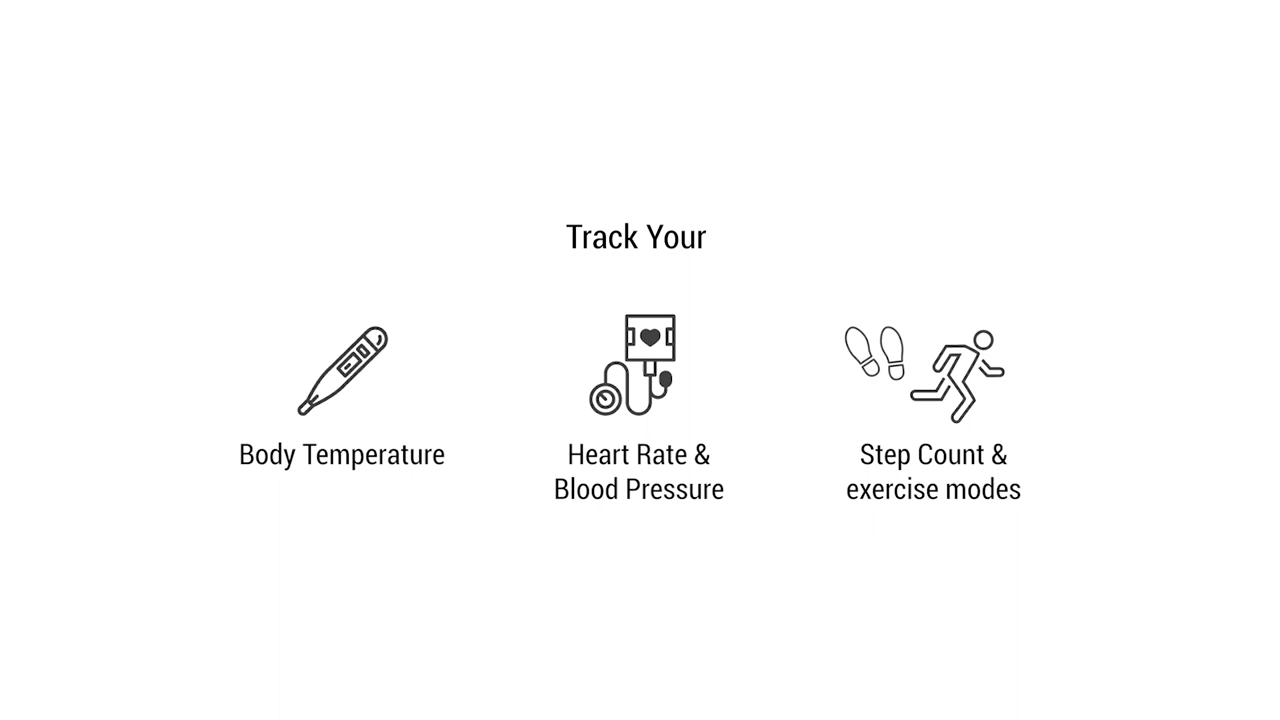 Track Your
Body Temperature
Heart Rate &
Blood Pressure
Step Count &
exercise modes